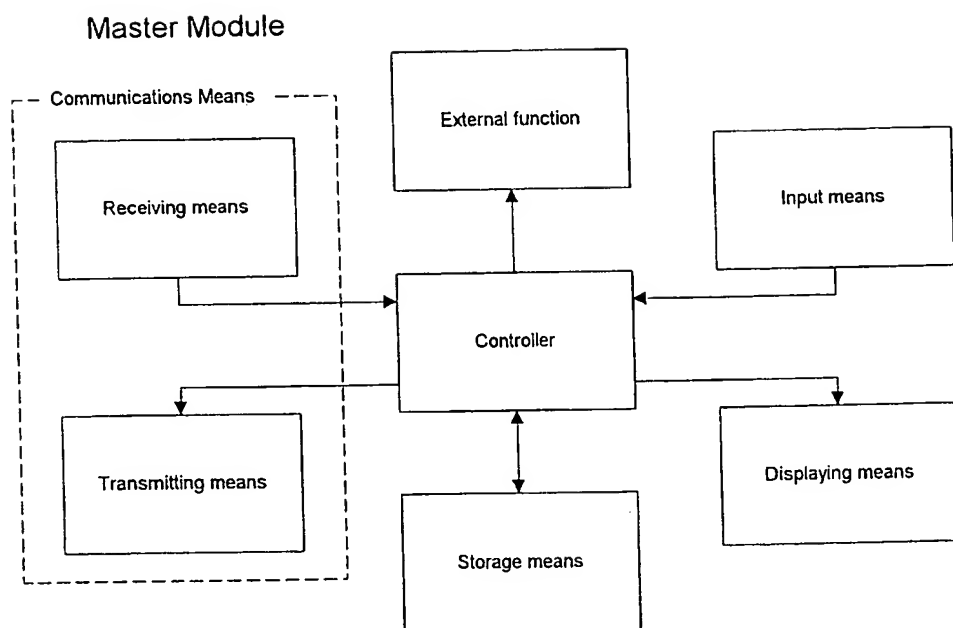 Master Module
Communications Means
External function
Receiving means
Input means
Controller
Transmitting means
Displaying means
Storage means